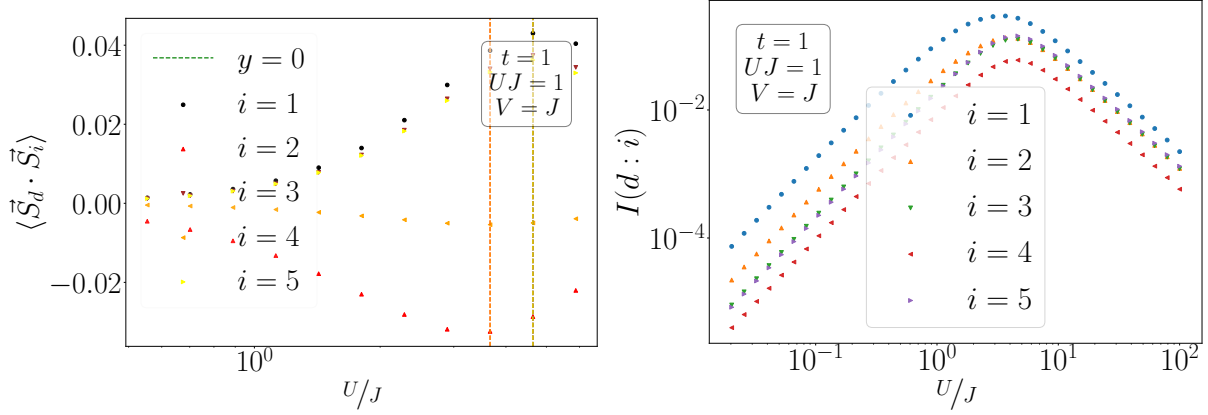 0.04
0.02
0.00
−0.02
⟨S⃗_d · S⃗_i⟩
y = 0
i = 1
i = 2
i = 3
i = 4
i = 5
t = 1
UJ = 1
V = J
10^0
U/J
10^{-2}
10^{-4}
I(d : i)
t = 1
UJ = 1
V = J
i = 1
i = 2
i = 3
i = 4
i = 5
10^{-1}
10^0
10^1
10^2
U/J